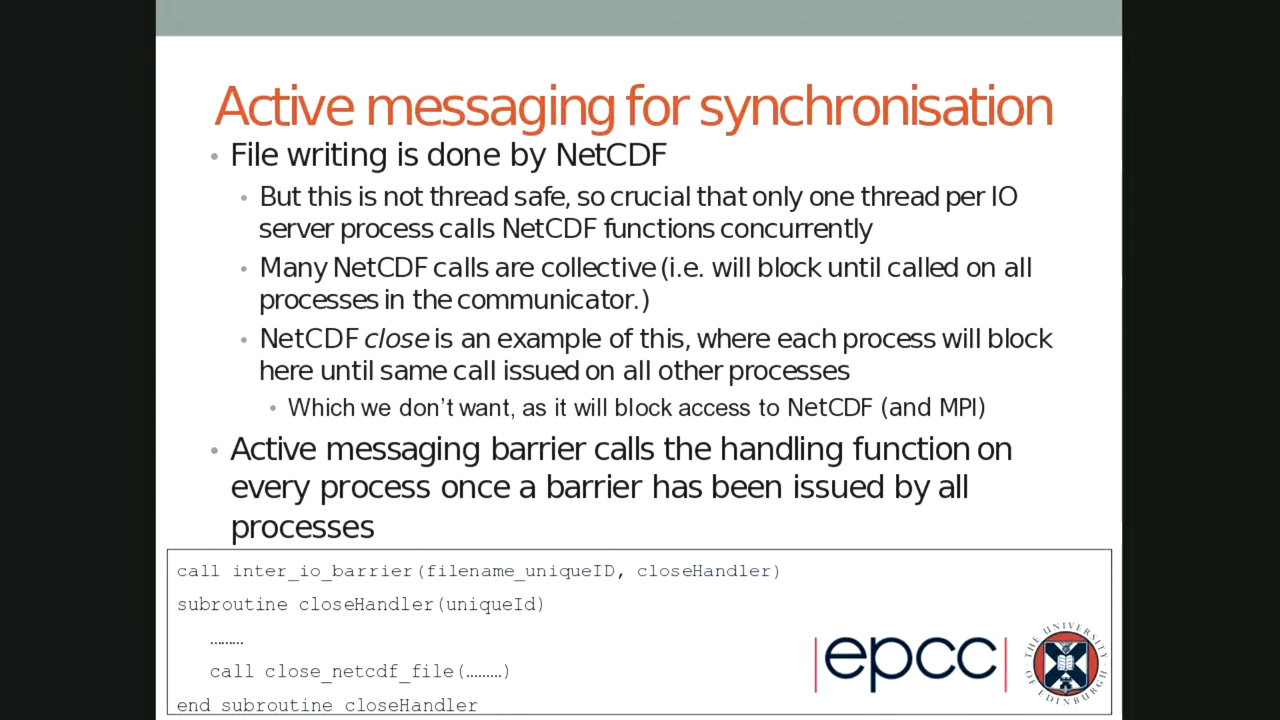 Active messaging for synchronisation
• File writing is done by NetCDF
• But this is not thread safe, so crucial that only one thread per IO
server process calls NetCDF functions concurrently
• Many NetCDF calls are collective (i.e. will block until called on all
processes in the communicator.)
• NetCDF close is an example of this, where each process will block
here until same call issued on all other processes
• Which we don't want, as it will block access to NetCDF (and MPI)
• Active messaging barrier calls the handling function on
every process once a barrier has been issued by all
processes
call inter_io_barrier(filename_uniqueID, closeHandler)
subroutine closeHandler(uniqueId)
………
call close_netcdf_file(………)
end subroutine closeHandler
epcc
THE UNIVERSITY
OF EDINBURGH